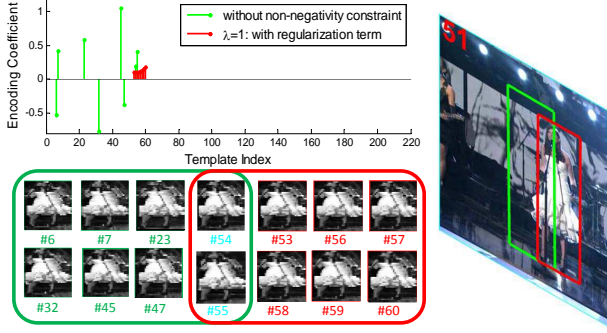 1
0.5
0
-0.5
Encoding Coefficient
without non-negativity constraint
λ=1: with regularization term
0 20 40 60 80 100 120 140 160 180 200 220
Template Index
#6 #7 #23 #54 #53 #56 #57
#32 #45 #47 #55 #58 #59 #60
51